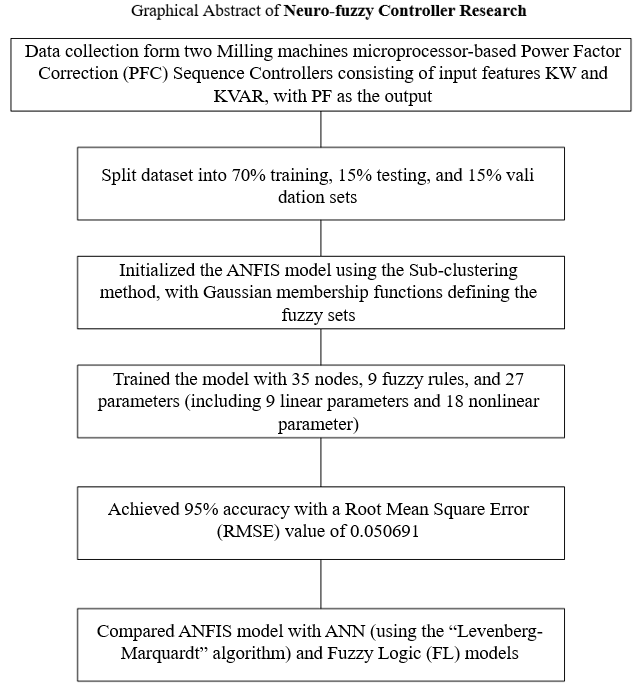 Graphical Abstract of Neuro-fuzzy Controller Research
Data collection form two Milling machines microprocessor-based Power Factor
Correction (PFC) Sequence Controllers consisting of input features KW and
KVAR, with PF as the output
Split dataset into 70% training, 15% testing, and 15% vali
dation sets
Initialized the ANFIS model using the Sub-clustering
method, with Gaussian membership functions defining the
fuzzy sets
Trained the model with 35 nodes, 9 fuzzy rules, and 27
parameters (including 9 linear parameters and 18 nonlinear
parameter)
Achieved 95% accuracy with a Root Mean Square Error
(RMSE) value of 0.050691
Compared ANFIS model with ANN (using the “Levenberg-
Marquardt” algorithm) and Fuzzy Logic (FL) models